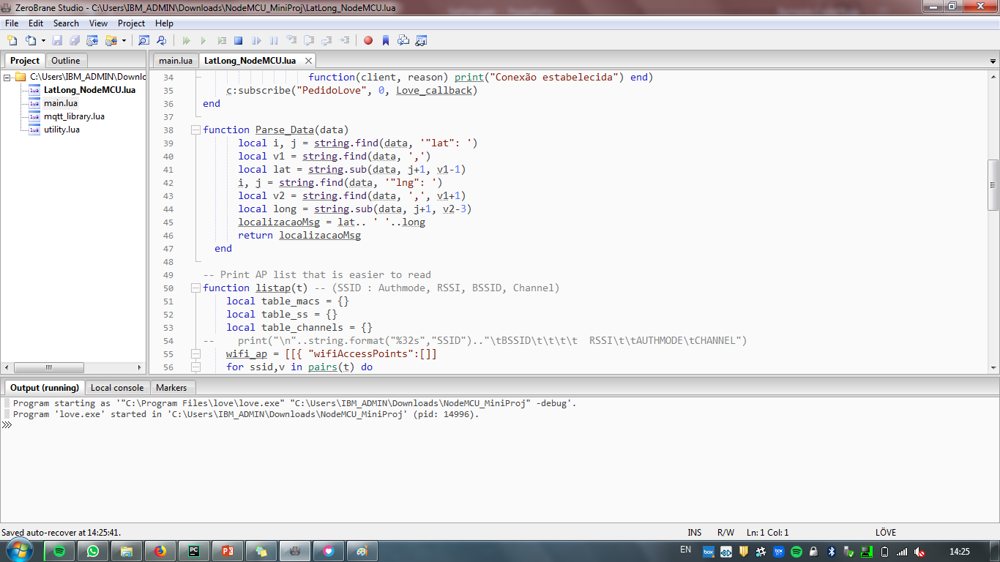 ZeroBrane Studio - C:\Users\IBM_ADMIN\Downloads\NodeMCU_MiniProj\LatLong_NodeMCU.lua
File Edit Search View Project Help
Project Outline
C:\Users\IBM_ADMIN\Downlo
LatLong_NodeMCU.lua
main.lua
mqtt_library.lua
utility.lua
main.lua LatLong_NodeMCU.lua
34 function(client, reason) print("Conexão estabelecida") end)
35 c:subscribe("PedidoLove", 0, Love_callback)
36 end
37
38 function Parse_Data(data)
39 local i, j = string.find(data, '"lat": ')
40 local v1 = string.find(data, ',')
41 local lat = string.sub(data, j+1, v1-1)
42 i, j = string.find(data, '"lng": ')
43 local v2 = string.find(data, ',', v1+1)
44 local long = string.sub(data, j+1, v2-3)
45 localizacaoMsg = lat.. ' '..long
46 return localizacaoMsg
47 end
48
49 -- Print AP list that is easier to read
50 function listap(t) -- (SSID : Authmode, RSSI, BSSID, Channel)
51 local table_macs = {}
52 local table_ss = {}
53 local table_channels = {}
54 -- print("\n"..string.format("%32s","SSID").."\tBSSID\t\t\t\t  RSSI\t\tAUTHMODE\tCHANNEL")
55 wifi_ap = [[{ "wifiAccessPoints":[]]
56 for ssid,v in pairs(t) do
Output (running) Local console Markers
Program starting as '"C:\Program Files\love\love.exe" "C:\Users\IBM_ADMIN\Downloads\NodeMCU_MiniProj" -debug'.
Program 'love.exe' started in 'C:\Users\IBM_ADMIN\Downloads\NodeMCU_MiniProj' (pid: 14996).
Saved auto-recover at 14:25:41. INS R/W Ln: 1 Col: 1 LÖVE
EN 14:25